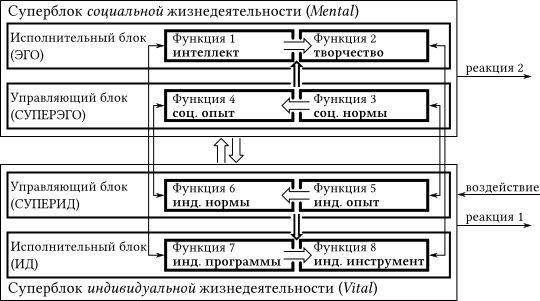 Суперблок социальной жизнедеятельности (Mental)
Исполнительный блок
(ЭГО)
Функция 1
интеллект
Функция 2
творчество
реакция 2
Управляющий блок
(СУПЕРЭГО)
Функция 4
соц. опыт
Функция 3
соц. нормы
Управляющий блок
(СУПЕРИД)
Функция 6
инд. нормы
Функция 5
инд. опыт
воздействие
реакция 1
Исполнительный блок
(ИД)
Функция 7
инд. программы
Функция 8
инд. инструмент
Суперблок индивидуальной жизнедеятельности (Vital)